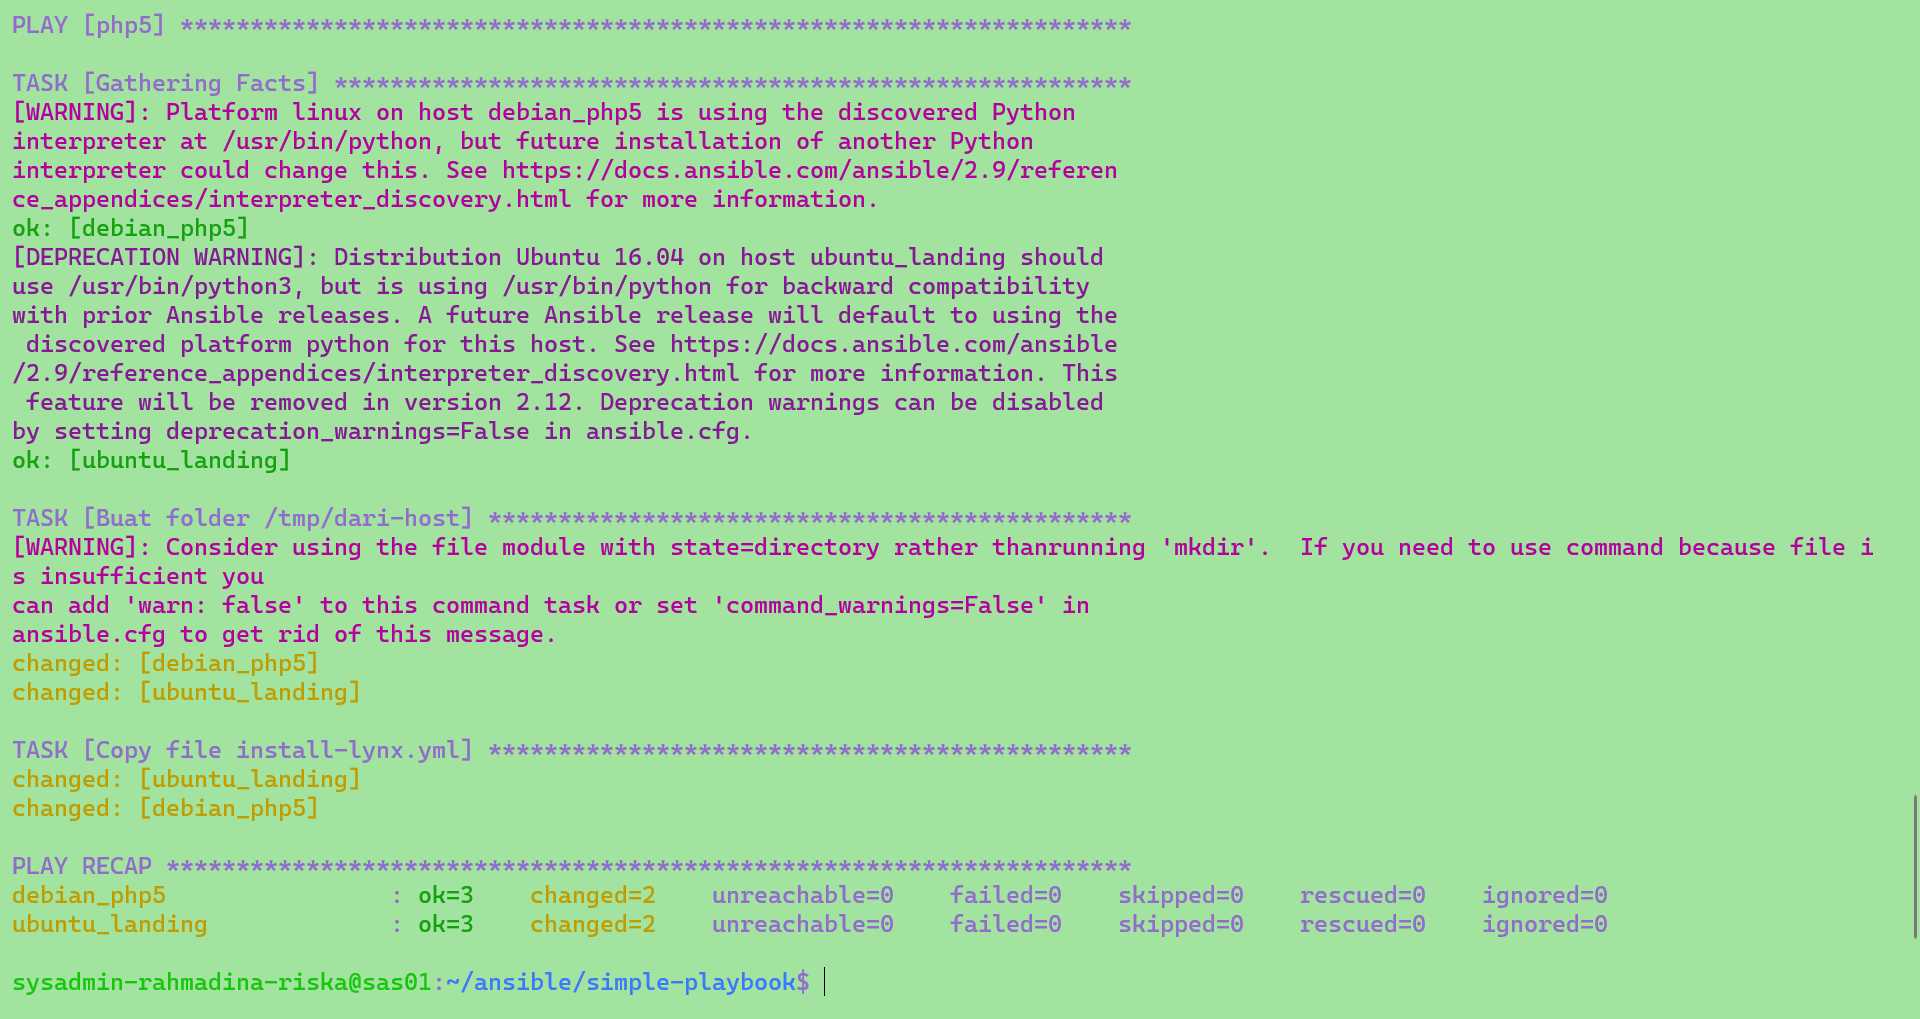 PLAY [php5] ********************************************************************

TASK [Gathering Facts] *********************************************************
[WARNING]: Platform linux on host debian_php5 is using the discovered Python
interpreter at /usr/bin/python, but future installation of another Python
interpreter could change this. See https://docs.ansible.com/ansible/2.9/referen
ce_appendices/interpreter_discovery.html for more information.
ok: [debian_php5]
[DEPRECATION WARNING]: Distribution Ubuntu 16.04 on host ubuntu_landing should
use /usr/bin/python3, but is using /usr/bin/python for backward compatibility
with prior Ansible releases. A future Ansible release will default to using the
 discovered platform python for this host. See https://docs.ansible.com/ansible
/2.9/reference_appendices/interpreter_discovery.html for more information. This
 feature will be removed in version 2.12. Deprecation warnings can be disabled
by setting deprecation_warnings=False in ansible.cfg.
ok: [ubuntu_landing]

TASK [Buat folder /tmp/dari-host] **********************************************
[WARNING]: Consider using the file module with state=directory rather thanrunning 'mkdir'.  If you need to use command because file i
s insufficient you
can add 'warn: false' to this command task or set 'command_warnings=False' in
ansible.cfg to get rid of this message.
changed: [debian_php5]
changed: [ubuntu_landing]

TASK [Copy file install-lynx.yml] **********************************************
changed: [ubuntu_landing]
changed: [debian_php5]

PLAY RECAP *********************************************************************
debian_php5                : ok=3    changed=2    unreachable=0    failed=0    skipped=0    rescued=0    ignored=0
ubuntu_landing             : ok=3    changed=2    unreachable=0    failed=0    skipped=0    rescued=0    ignored=0

sysadmin-rahmadina-riska@sas01:~/ansible/simple-playbook$